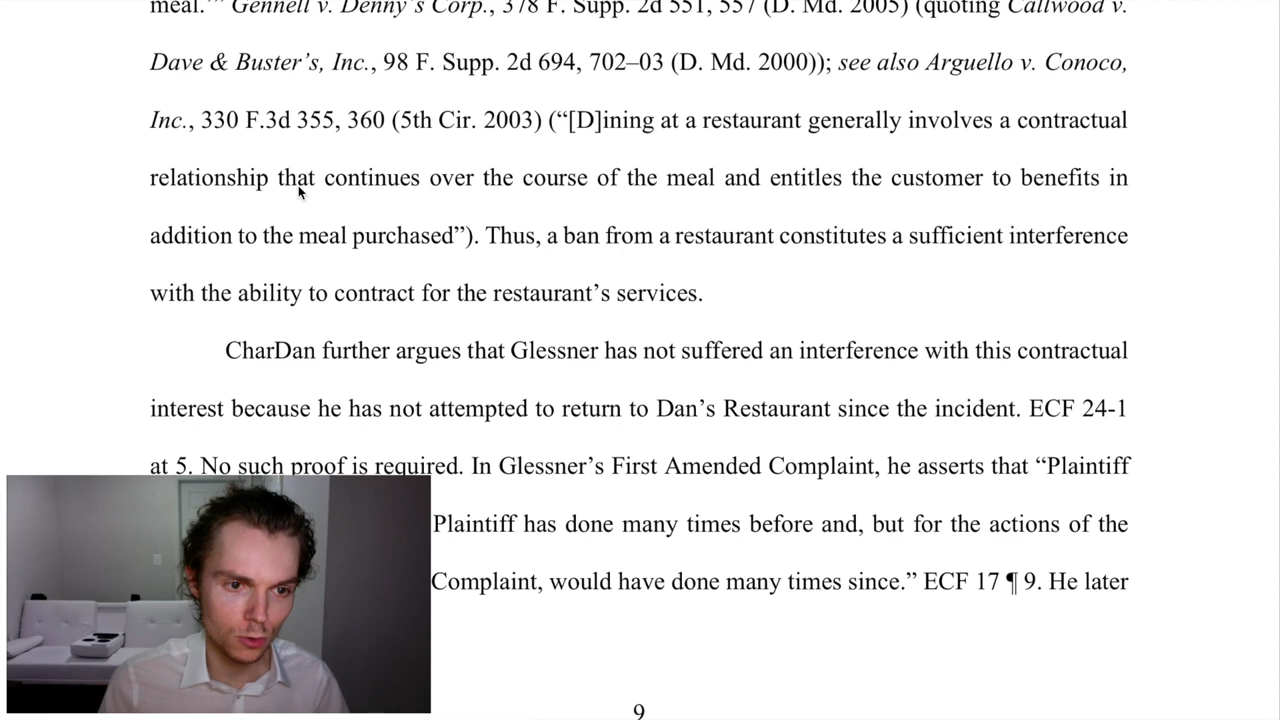 meal.’” Gennell v. Denny’s Corp., 378 F. Supp. 2d 551, 557 (D. Md. 2005) (quoting Callwood v.
Dave & Buster’s, Inc., 98 F. Supp. 2d 694, 702–03 (D. Md. 2000)); see also Arguello v. Conoco,
Inc., 330 F.3d 355, 360 (5th Cir. 2003) (“[D]ining at a restaurant generally involves a contractual
relationship that continues over the course of the meal and entitles the customer to benefits in
addition to the meal purchased”). Thus, a ban from a restaurant constitutes a sufficient interference
with the ability to contract for the restaurant’s services.
CharDan further argues that Glessner has not suffered an interference with this contractual
interest because he has not attempted to return to Dan’s Restaurant since the incident. ECF 24-1
at 5. No such proof is required. In Glessner’s First Amended Complaint, he asserts that “Plaintiff
Plaintiff has done many times before and, but for the actions of the
Complaint, would have done many times since.” ECF 17 ¶ 9. He later
9